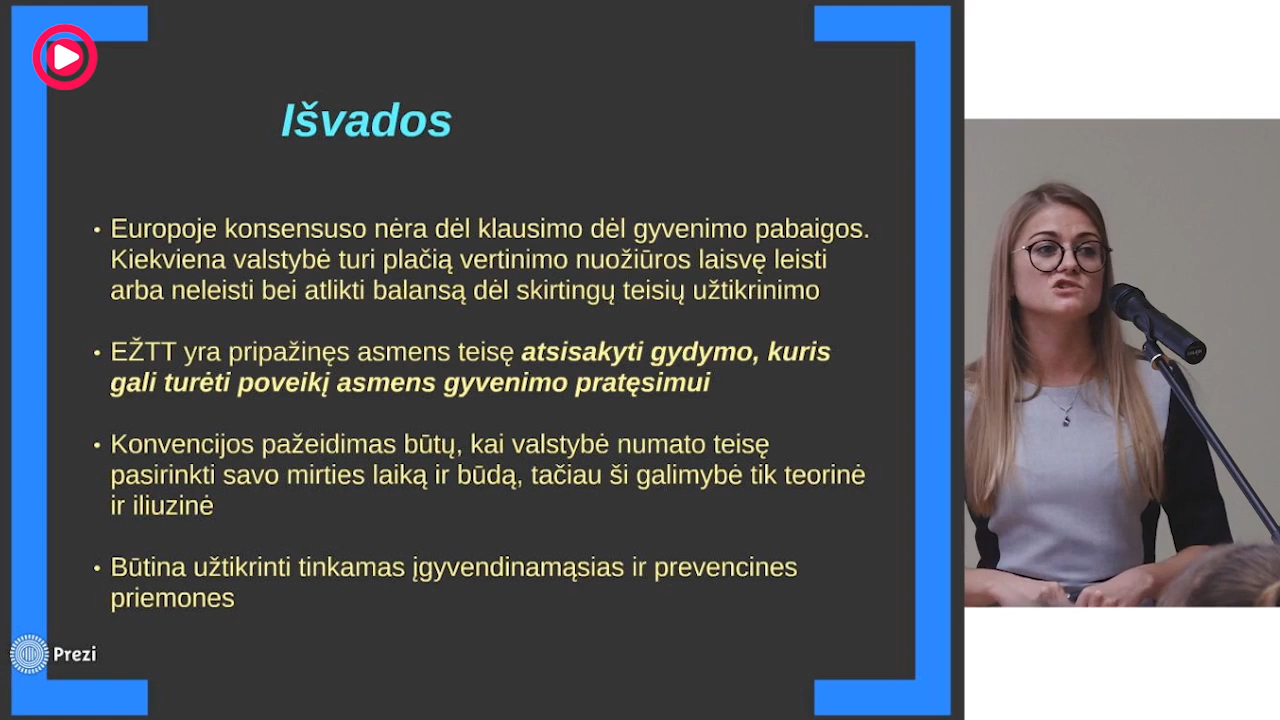 Išvados
• Europoje konsensuso nėra dėl klausimo dėl gyvenimo pabaigos.
Kiekviena valstybė turi plačią vertinimo nuožiūros laisvę leisti
arba neleisti bei atlikti balansą dėl skirtingų teisių užtikrinimo
• EŽTT yra pripažinęs asmens teisę atsisakyti gydymo, kuris
gali turėti poveikį asmens gyvenimo pratęsimui
• Konvencijos pažeidimas būtų, kai valstybė numato teisę
pasirinkti savo mirties laiką ir būdą, tačiau ši galimybė tik teorinė
ir iliuzinė
• Būtina užtikrinti tinkamas įgyvendinamąsias ir prevencines
priemones
Prezi